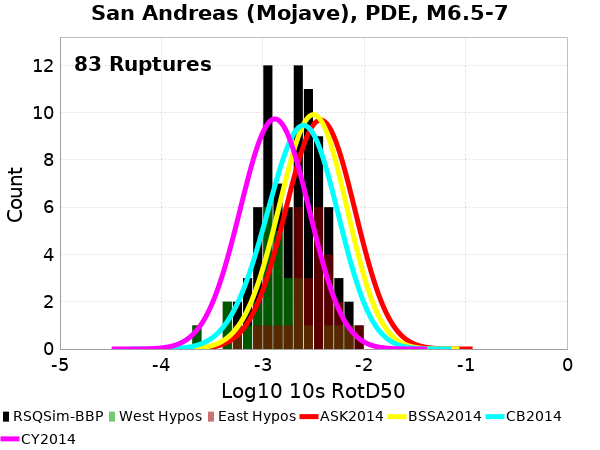 San Andreas (Mojave), PDE, M6.5-7
83 Ruptures
12
10
8
6
4
2
0
Count
-5 -4 -3 -2 -1 0
Log10 10s RotD50
RSQSim-BBP West Hypos East Hypos ASK2014 BSSA2014 CB2014
CY2014